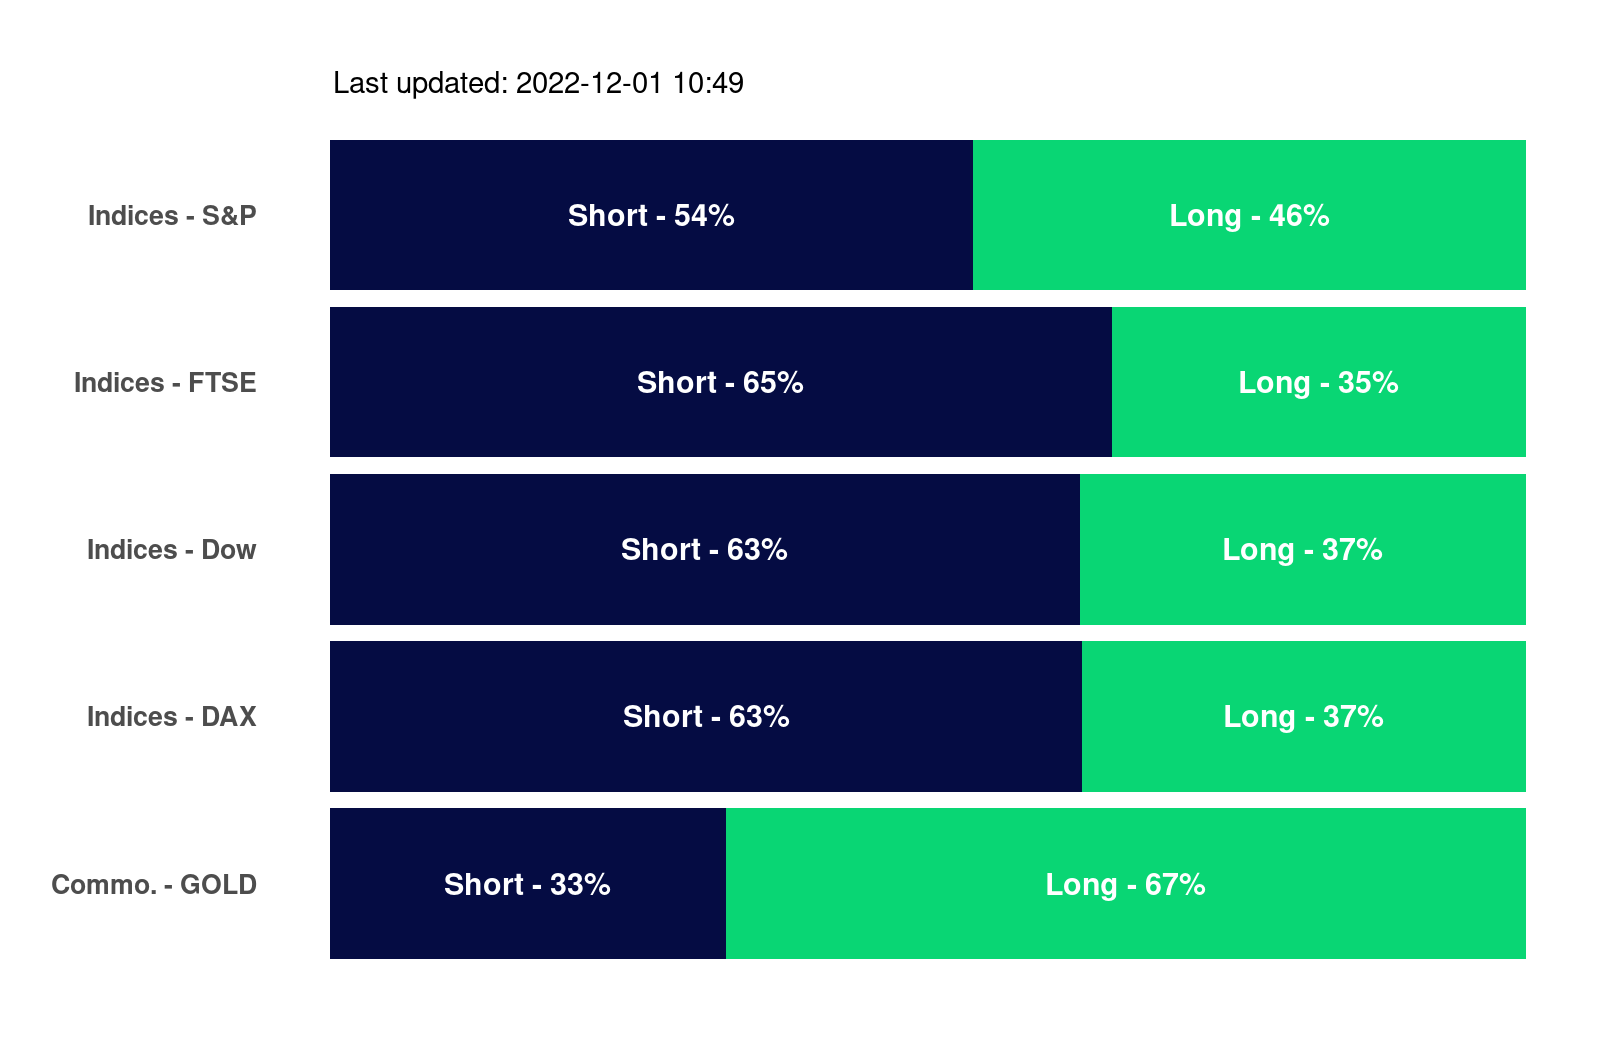 Last updated: 2022-12-01 10:49
Indices - S&P Short - 54% Long - 46%
Indices - FTSE Short - 65% Long - 35%
Indices - Dow Short - 63% Long - 37%
Indices - DAX Short - 63% Long - 37%
Commo. - GOLD Short - 33% Long - 67%